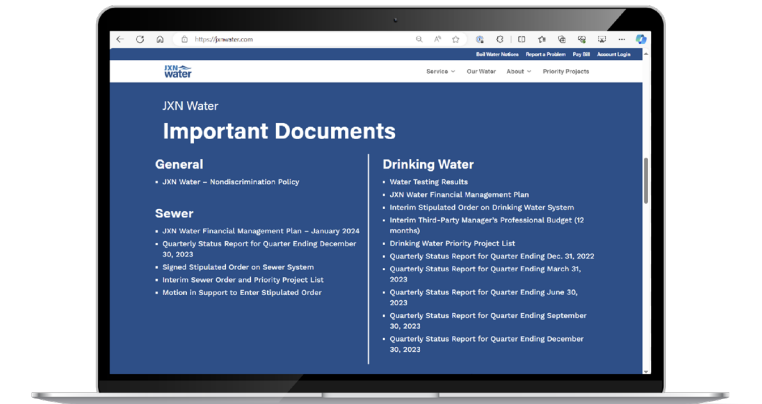 https://jxnwater.com
Boil Water Notices Report a Problem Pay Bill Account Login
JXN
water
Service Our Water About Priority Projects
JXN Water
Important Documents
General
• JXN Water – Nondiscrimination Policy
Sewer
• JXN Water Financial Management Plan – January 2024
• Quarterly Status Report for Quarter Ending December
30, 2023
• Signed Stipulated Order on Sewer System
• Interim Sewer Order and Priority Project List
• Motion in Support to Enter Stipulated Order
Drinking Water
• Water Testing Results
• JXN Water Financial Management Plan
• Interim Stipulated Order on Drinking Water System
• Interim Third-Party Manager's Professional Budget (12
months)
• Drinking Water Priority Project List
• Quarterly Status Report for Quarter Ending Dec. 31, 2022
• Quarterly Status Report for Quarter Ending March 31,
2023
• Quarterly Status Report for Quarter Ending June 30,
2023
• Quarterly Status Report for Quarter Ending September
30, 2023
• Quarterly Status Report for Quarter Ending December
30, 2023